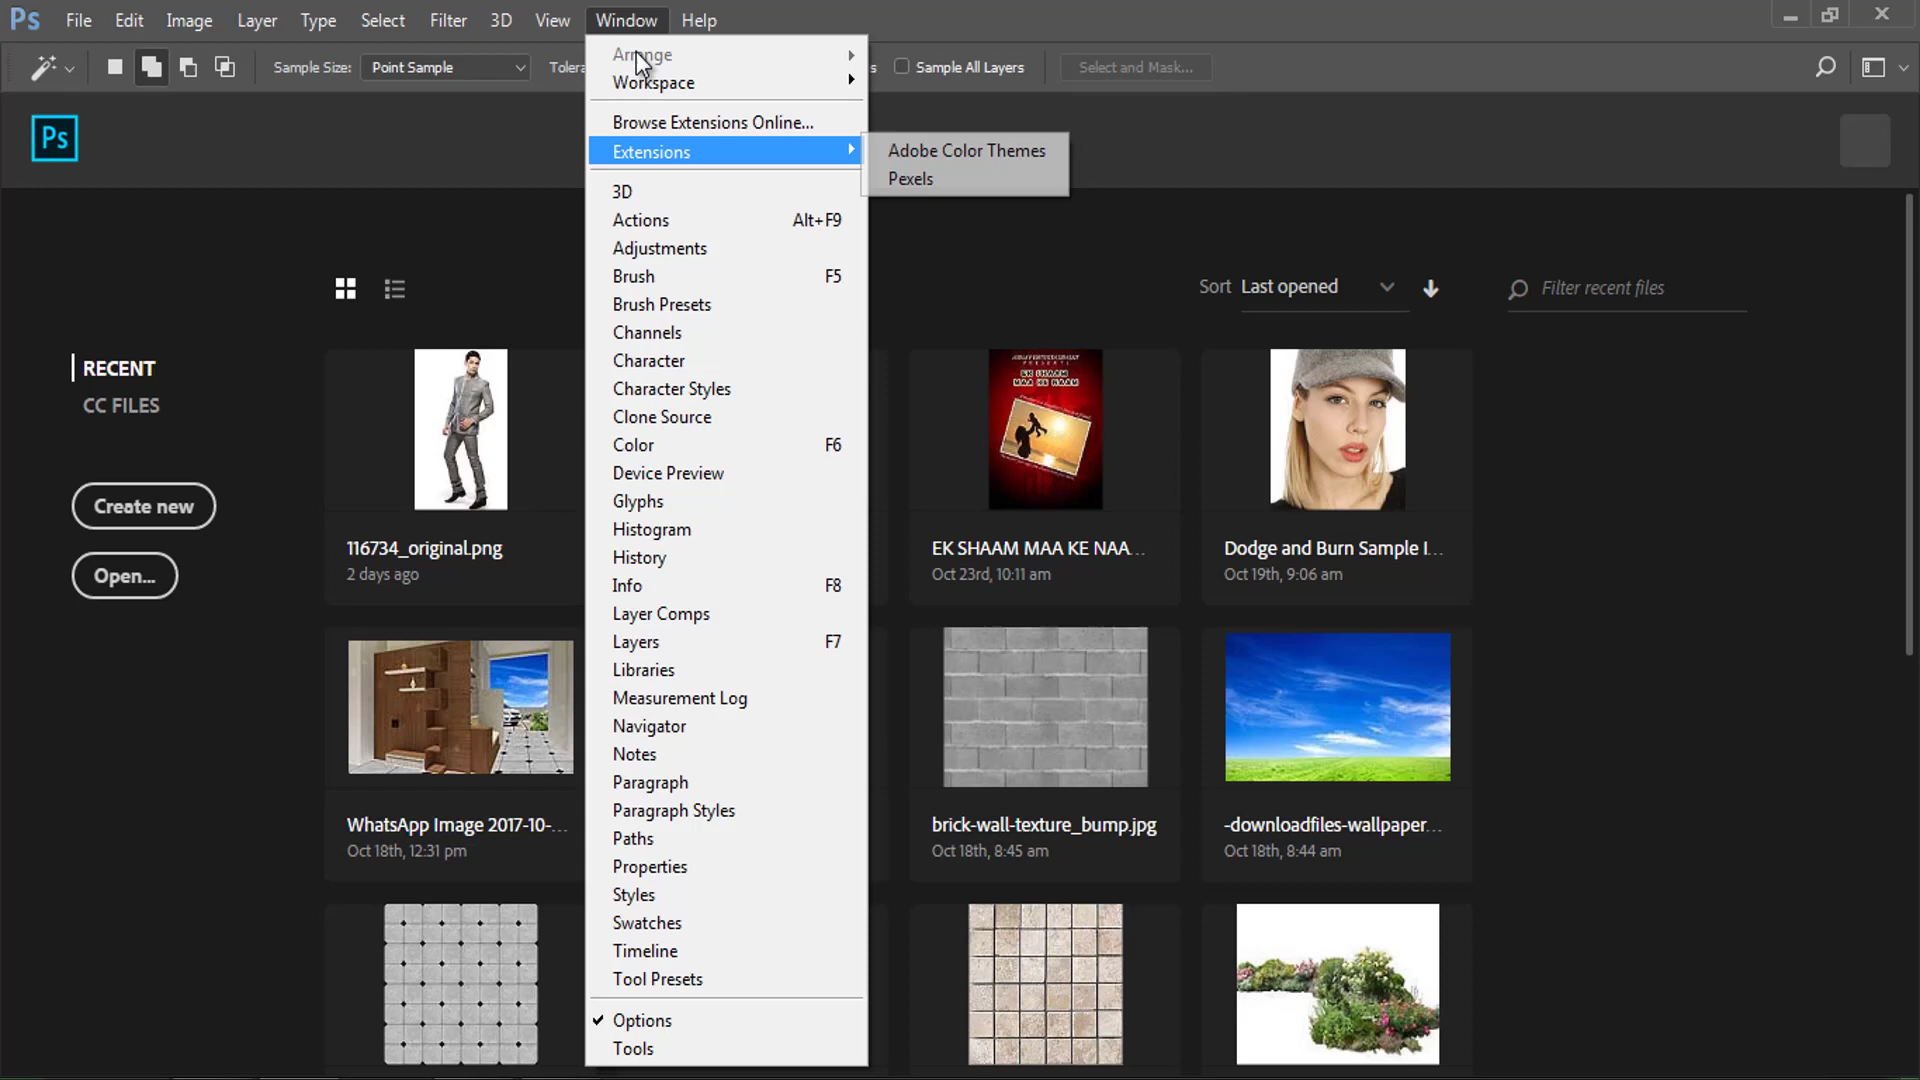 Ps File Edit Image Layer Type Select Filter 3D View Window Help
Sample Size: Point Sample Sample All Layers Select and Mask...
Ps
Arrange
Workspace
Browse Extensions Online...
Extensions
Adobe Color Themes
Pexels
3D
Actions Alt+F9
Adjustments
Brush F5
Brush Presets
Channels
Character
Character Styles
Clone Source
Color F6
Device Preview
Glyphs
Histogram
History
Info F8
Layer Comps
Layers F7
Libraries
Measurement Log
Navigator
Notes
Paragraph
Paragraph Styles
Paths
Properties
Styles
Swatches
Timeline
Tool Presets
Options
Tools
Sort Last opened
Filter recent files
RECENT
CC FILES
Create new
Open...
116734_original.png
2 days ago
EK SHAAM
MAA KE NAAM
EK SHAAM MAA KE NAA...
Oct 23rd, 10:11 am
Dodge and Burn Sample I...
Oct 19th, 9:06 am
WhatsApp Image 2017-10-...
Oct 18th, 12:31 pm
brick-wall-texture_bump.jpg
Oct 18th, 8:45 am
-downloadfiles-wallpaper...
Oct 18th, 8:44 am